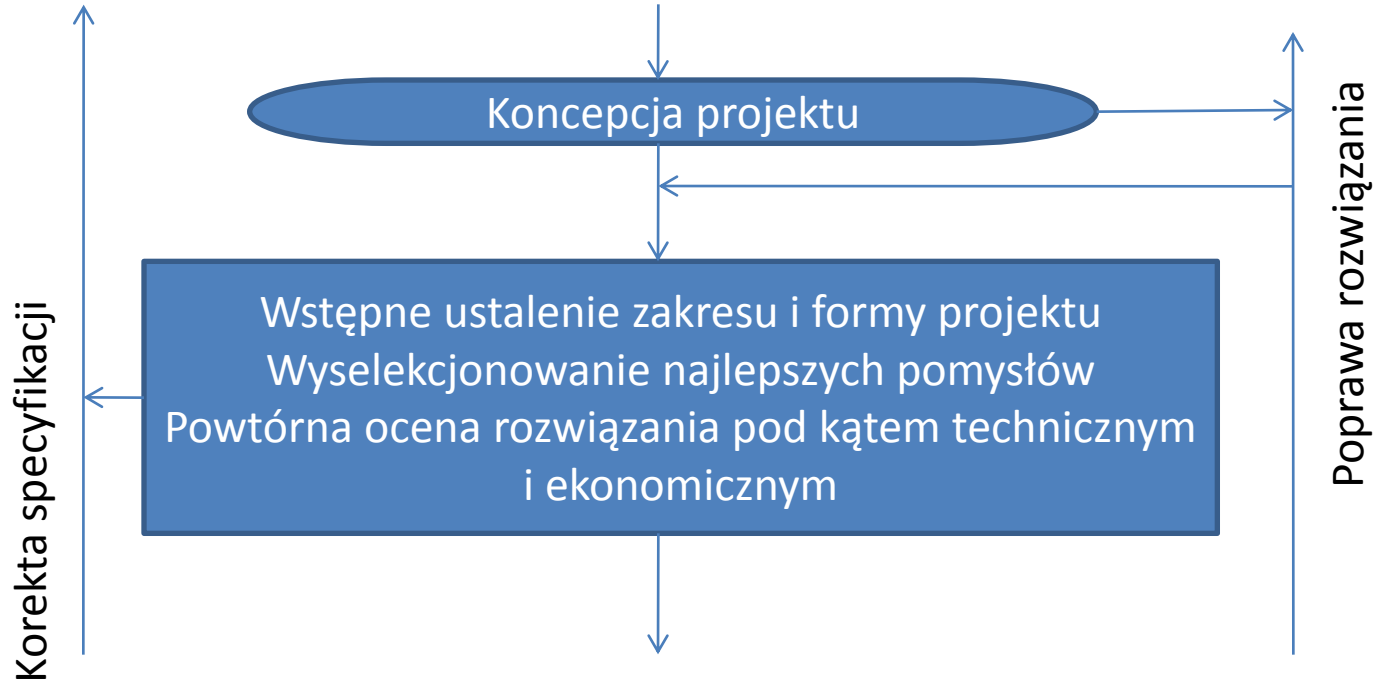 Koncepcja projektu
Wstępne ustalenie zakresu i formy projektu
Wyselekcjonowanie najlepszych pomysłów
Powtórna ocena rozwiązania pod kątem technicznym
i ekonomicznym
Korekta specyfikacji
Poprawa rozwiązania